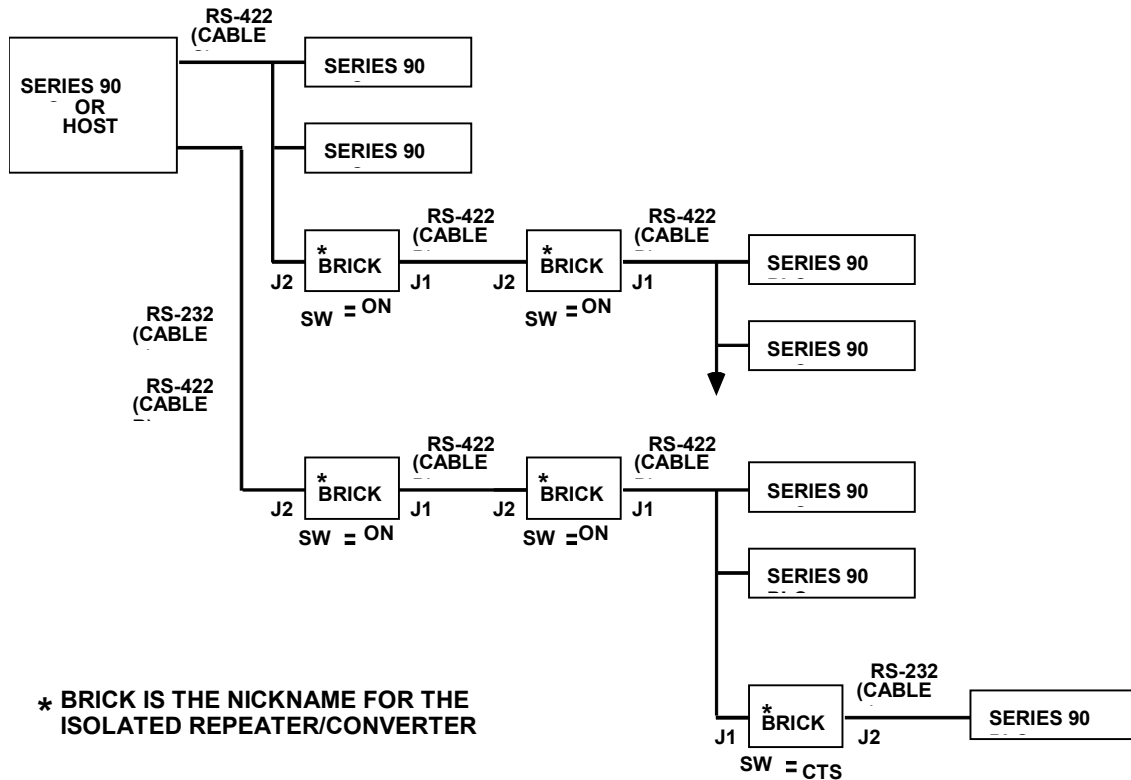 RS-422
(CABLE
SERIES 90
OR
HOST
SERIES 90
SERIES 90
RS-422
(CABLE
RS-422
(CABLE
* BRICK
* BRICK
SERIES 90
J2
J1
J2
J1
SW = ON
SW = ON
RS-232
(CABLE
SERIES 90
RS-422
(CABLE
RS-422
(CABLE
RS-422
(CABLE
* BRICK
* BRICK
SERIES 90
J2
J1
J2
J1
SW = ON
SW = ON
SERIES 90
RS-232
(CABLE
* BRICK IS THE NICKNAME FOR THE
ISOLATED REPEATER/CONVERTER
* BRICK
SERIES 90
J1
J2
SW = CTS